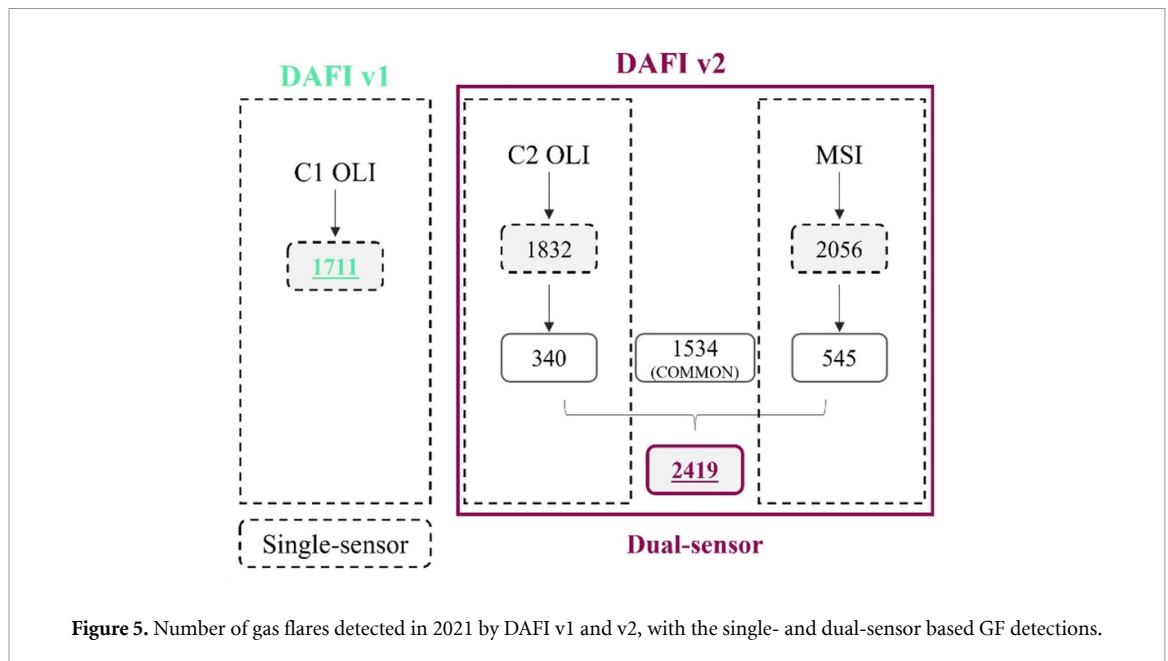 DAFI v1
DAFI v2
C1 OLI
1711
C2 OLI
MSI
1832
2056
340
1534
(COMMON)
545
2419
Single-sensor
Dual-sensor
Figure 5. Number of gas flares detected in 2021 by DAFI v1 and v2, with the single- and dual-sensor based GF detections.